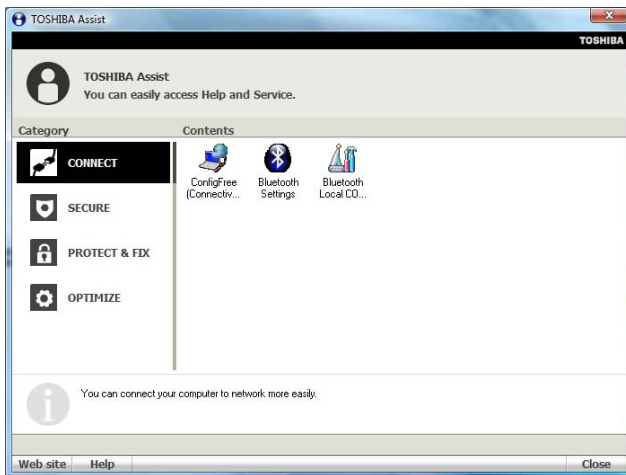 TOSHIBA Assist
TOSHIBA
TOSHIBA Assist
You can easily access Help and Service.
Category
Contents
CONNECT
SECURE
PROTECT & FIX
OPTIMIZE
ConfigFree
(Connectiv...
Bluetooth
Settings
Bluetooth
Local CO...
You can connect your computer to network more easily.
Web site
Help
Close